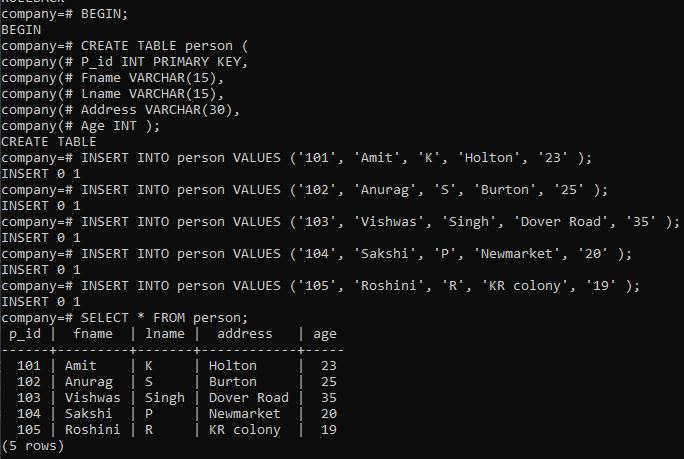 ROLLBACK
company=# BEGIN;
BEGIN
company=# CREATE TABLE person (
company(# P_id INT PRIMARY KEY,
company(# Fname VARCHAR(15),
company(# Lname VARCHAR(15),
company(# Address VARCHAR(30),
company(# Age INT );
CREATE TABLE
company=# INSERT INTO person VALUES ('101', 'Amit', 'K', 'Holton', '23' );
INSERT 0 1
company=# INSERT INTO person VALUES ('102', 'Anurag', 'S', 'Burton', '25' );
INSERT 0 1
company=# INSERT INTO person VALUES ('103', 'Vishwas', 'Singh', 'Dover Road', '35' );
INSERT 0 1
company=# INSERT INTO person VALUES ('104', 'Sakshi', 'P', 'Newmarket', '20' );
INSERT 0 1
company=# INSERT INTO person VALUES ('105', 'Roshini', 'R', 'KR colony', '19' );
INSERT 0 1
company=# SELECT * FROM person;
 p_id |  fname  | lname |  address   | age
------+---------+-------+------------+-----
  101 | Amit    | K     | Holton     |  23
  102 | Anurag  | S     | Burton     |  25
  103 | Vishwas | Singh | Dover Road |  35
  104 | Sakshi  | P     | Newmarket  |  20
  105 | Roshini | R     | KR colony  |  19
(5 rows)